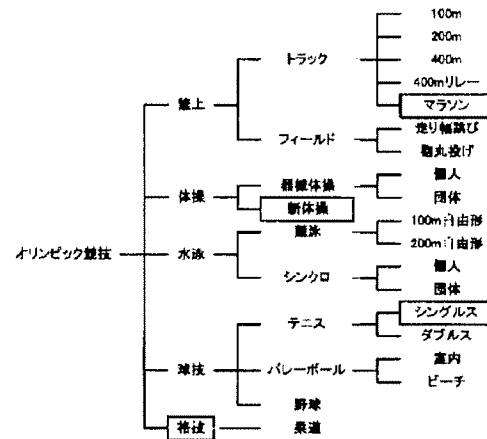 オリンピック競技
陸上
トラック
100m
200m
400m
400mリレー
マラソン
フィールド
走り幅跳び
砲丸投げ
体操
器械体操
個人
団体
新体操
水泳
競泳
100m自由形
200m自由形
シンクロ
個人
団体
球技
テニス
シングルス
ダブルス
バレーボール
室内
ビーチ
野球
格技
柔道